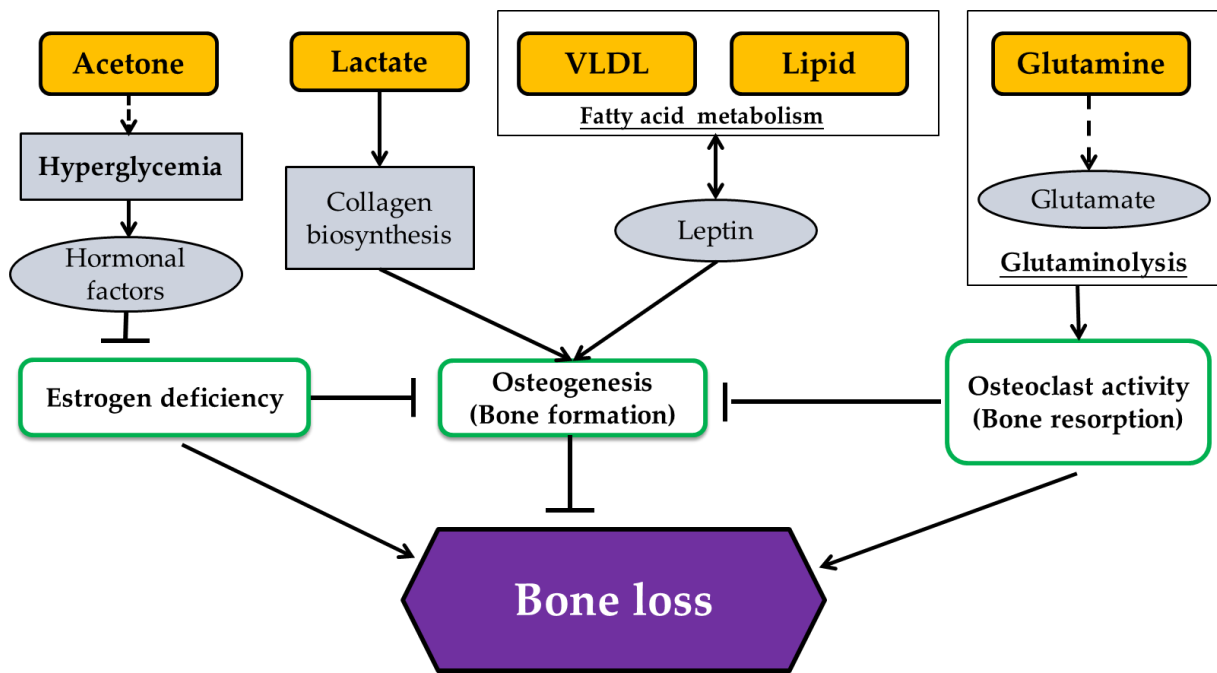 Acetone
Lactate
VLDL
Lipid
Glutamine
Fatty acid metabolism
Hyperglycemia
Collagen
biosynthesis
Leptin
Glutamate
Hormonal
factors
Glutaminolysis
Estrogen deficiency
Osteogenesis
(Bone formation)
Osteoclast activity
(Bone resorption)
Bone loss